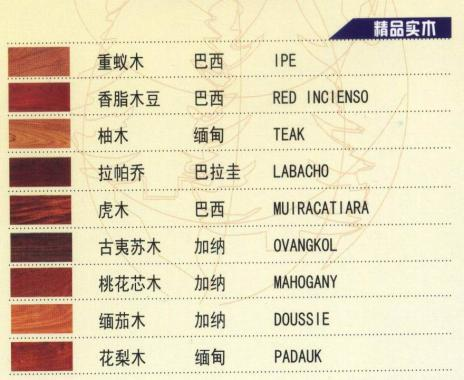 精品实木
重蚁木 巴西 IPE
香脂木豆 巴西 RED INCIENSO
柚木 缅甸 TEAK
拉帕乔 巴拉圭 LABACHO
虎木 巴西 MUIRACATIARA
古夷苏木 加纳 OVANGKOL
桃花芯木 加纳 MAHOGANY
缅茄木 加纳 DOUSSIE
花梨木 缅甸 PADAUK